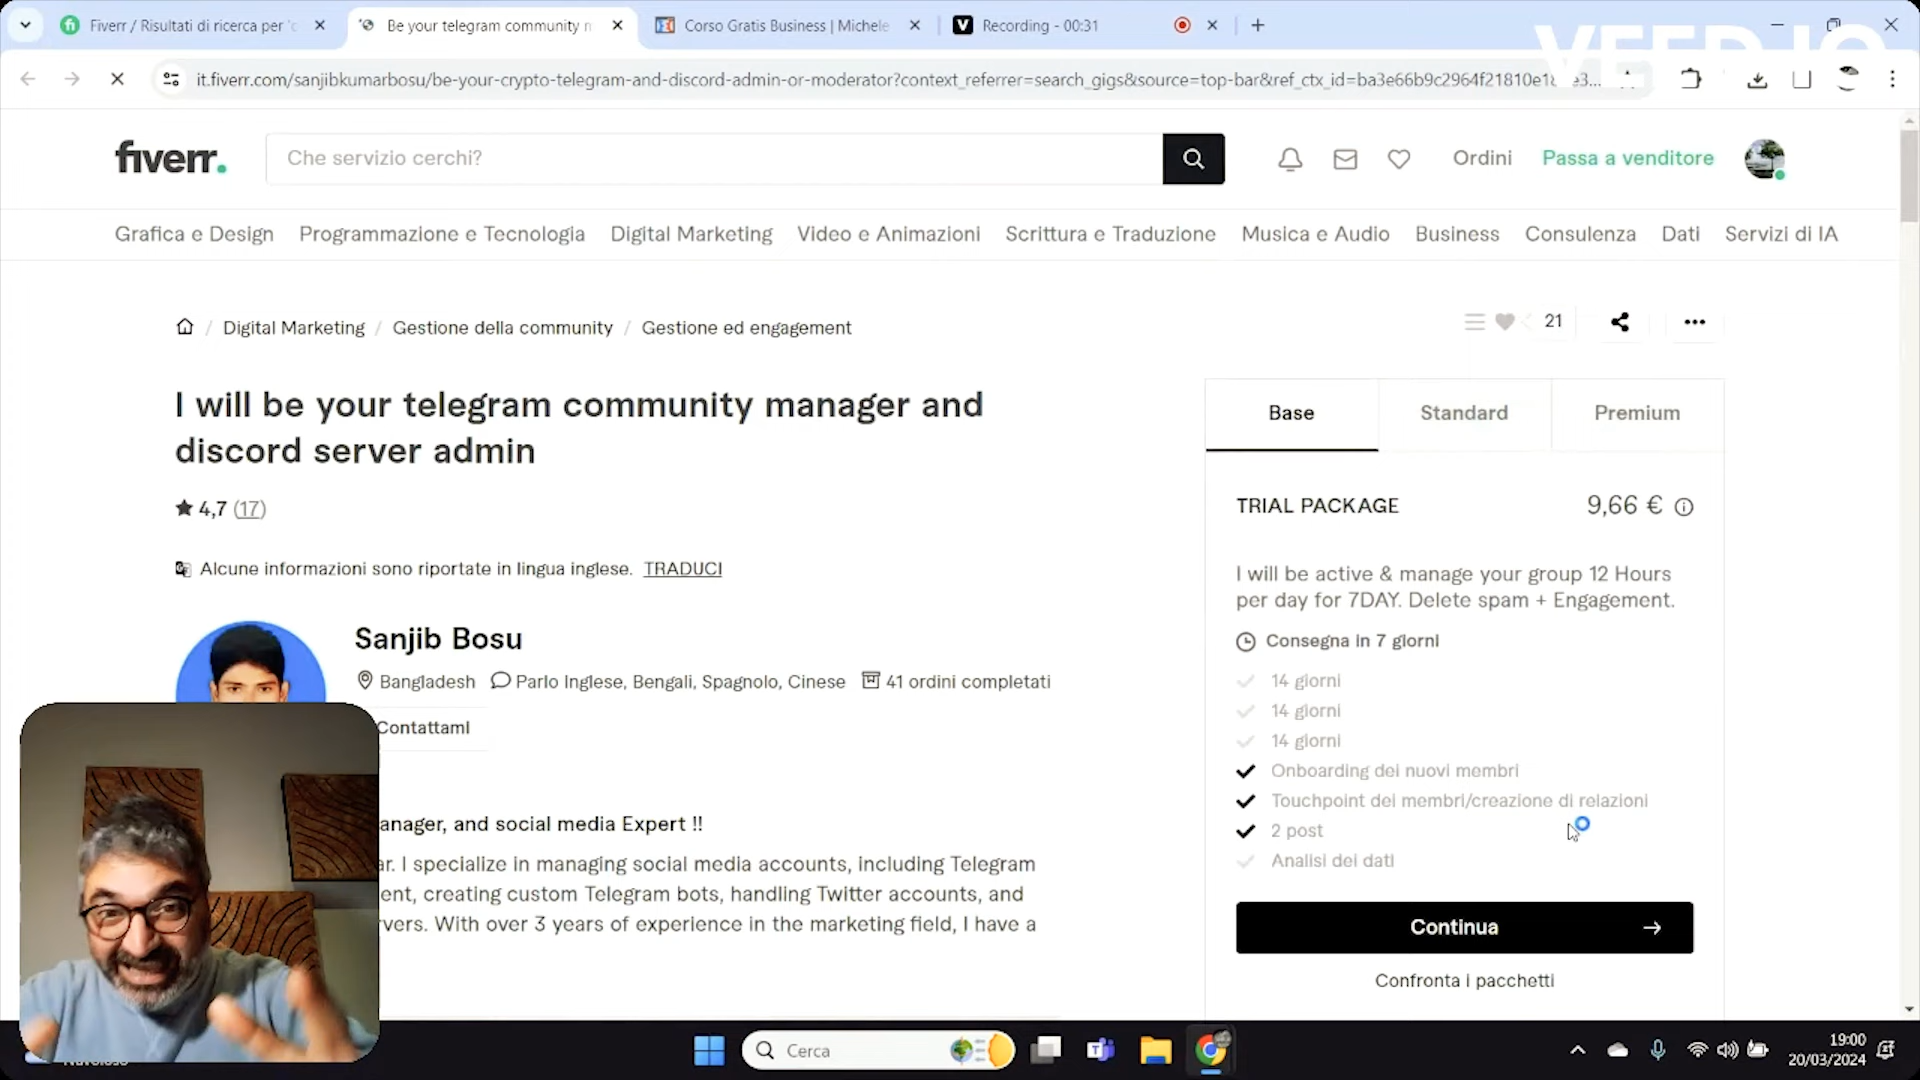 Fiverr / Risultati di ricerca per 'c
Be your telegram community n
Corso Gratis Business | Michele
Recording - 00:31
VEED.IO
it.fiverr.com/sanjibkumarbosu/be-your-crypto-telegram-and-discord-admin-or-moderator?context_referrer=search_gigs&source=top-bar&ref_ctx_id=ba3e66b9c2964f21810e1
fiverr.
Che servizio cerchi?
Ordini
Passa a venditore
Grafica e Design
Programmazione e Tecnologia
Digital Marketing
Video e Animazioni
Scrittura e Traduzione
Musica e Audio
Business
Consulenza
Dati
Servizi di IA
/ Digital Marketing / Gestione della community / Gestione ed engagement
21
I will be your telegram community manager and
discord server admin
4,7 (17)
Alcune informazioni sono riportate in lingua inglese. TRADUCI
Sanjib Bosu
Bangladesh
Parlo Inglese, Bengali, Spagnolo, Cinese
41 ordini completati
Contattami
anager, and social media Expert !!
ar. I specialize in managing social media accounts, including Telegram
ent, creating custom Telegram bots, handling Twitter accounts, and
rvers. With over 3 years of experience in the marketing field, I have a
Base
Standard
Premium
TRIAL PACKAGE
9,66 €
I will be active & manage your group 12 Hours
per day for 7DAY. Delete spam + Engagement.
Consegna in 7 giorni
14 giorni
14 giorni
14 giorni
Onboarding dei nuovi membri
Touchpoint dei membri/creazione di relazioni
2 post
Analisi dei dati
Continua
Confronta i pacchetti
Cerca
19:00
20/03/2024